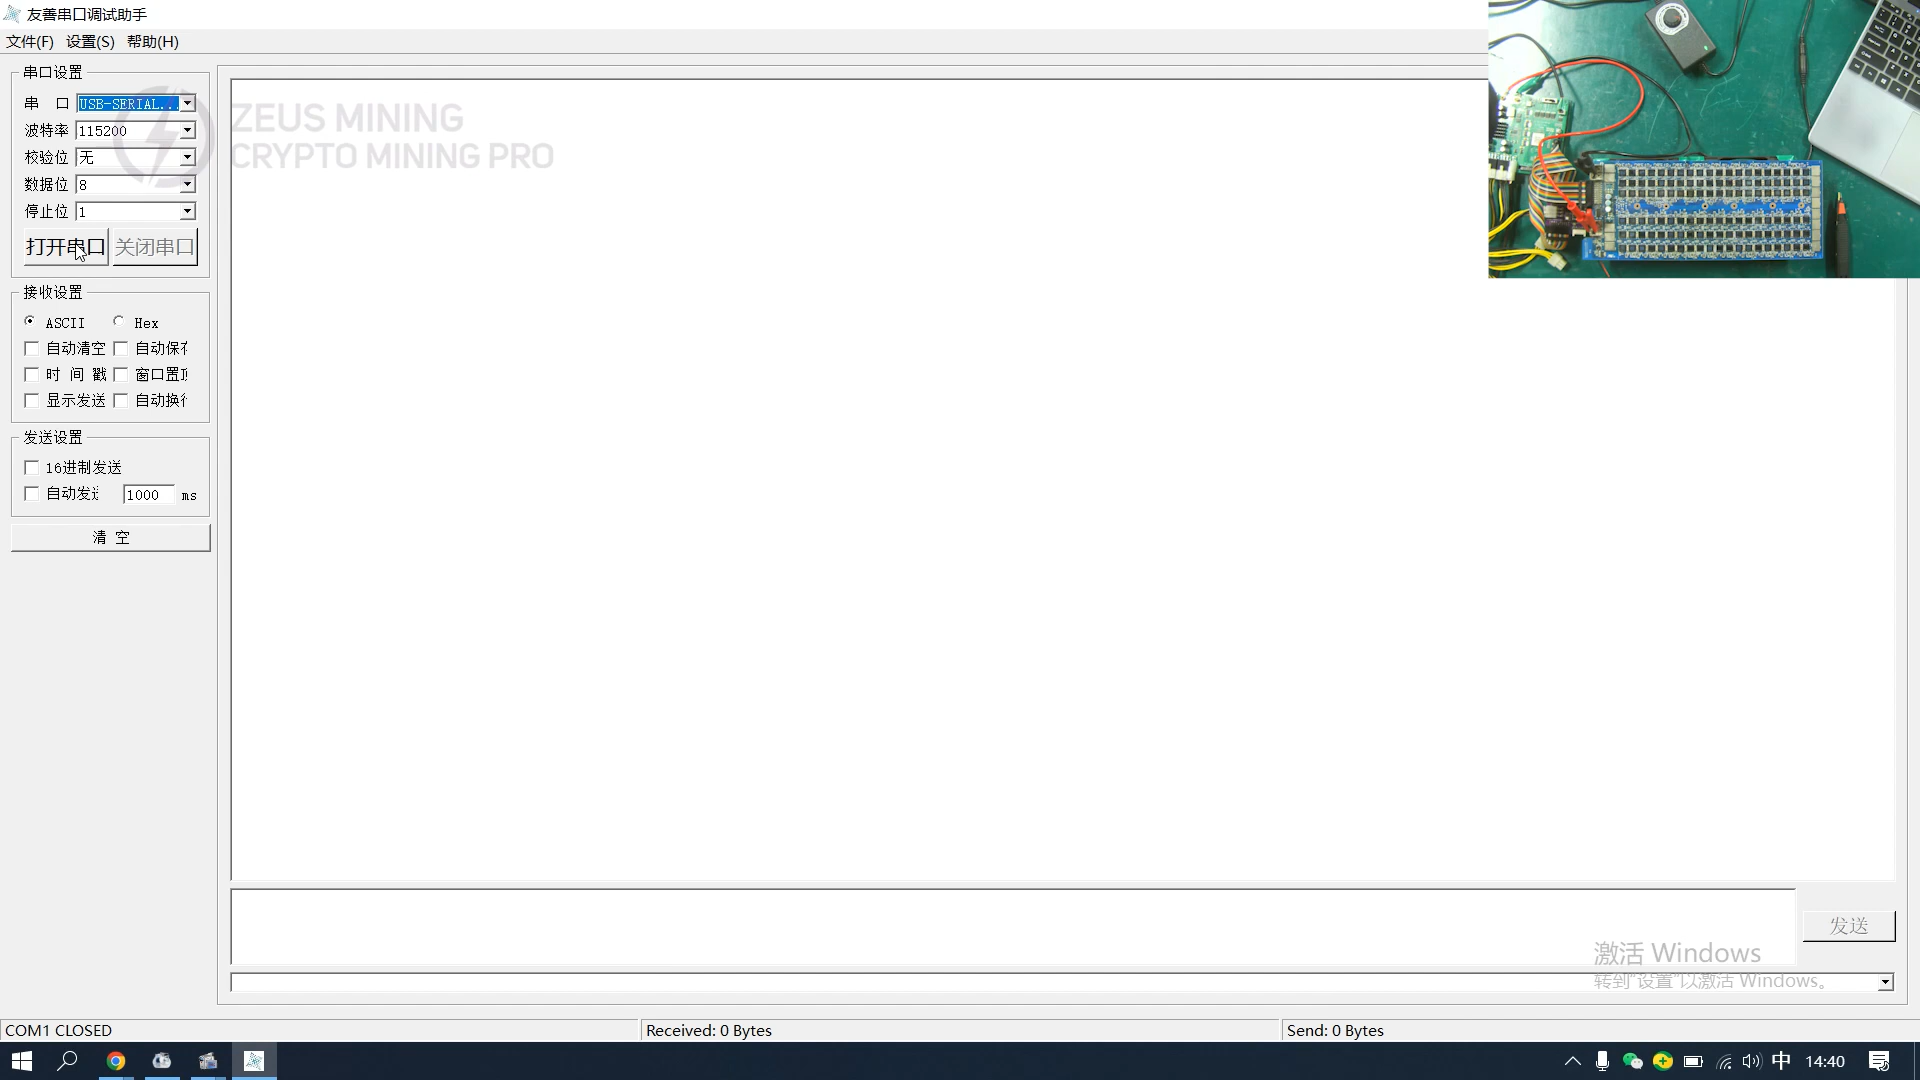 友善串口调试助手
文件(F) 设置(S) 帮助(H)
串口设置
串 口 USB-SERIAL...
波特率 115200
校验位 无
数据位 8
停止位 1
打开串口 关闭串口
ZEUS MINING
CRYPTO MINING PRO
接收设置
ASCII Hex
自动清空 自动保存
时 间 戳 窗口置顶
显示发送 自动换行
发送设置
16进制发送
自动发送 1000 ms
清 空
发送
激活 Windows
转到"设置"以激活 Windows。
COM1 CLOSED Received: 0 Bytes Send: 0 Bytes
中 14:40